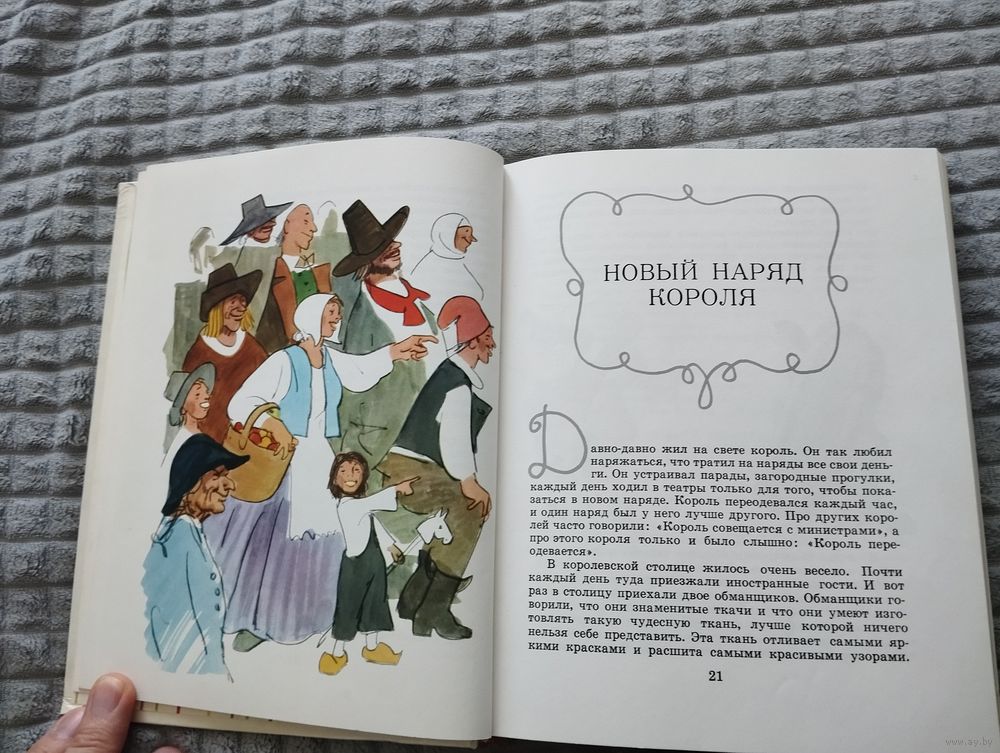 НОВЫЙ НАРЯД
КОРОЛЯ
Давно-давно жил на свете король. Он так любил
наряжаться, что тратил на наряды все свои день-
ги. Он устраивал парады, загородные прогулки,
каждый день ходил в театры только для того, чтобы пока-
заться в новом наряде. Король переодевался каждый час,
и один наряд был у него лучше другого. Про других коро-
лей часто говорили: «Король совещается с министрами», а
про этого короля только и было слышно: «Король пере-
одевается».
В королевской столице жилось очень весело. Почти
каждый день туда приезжали иностранные гости. И вот
раз в столицу приехали двое обманщиков. Обманщики го-
ворили, что они знаменитые ткачи и что они умеют изго-
товлять такую чудесную ткань, лучше которой ничего
нельзя себе представить. Эта ткань отливает самыми яр-
кими красками и расшита самыми красивыми узорами.
21
www.ay.by